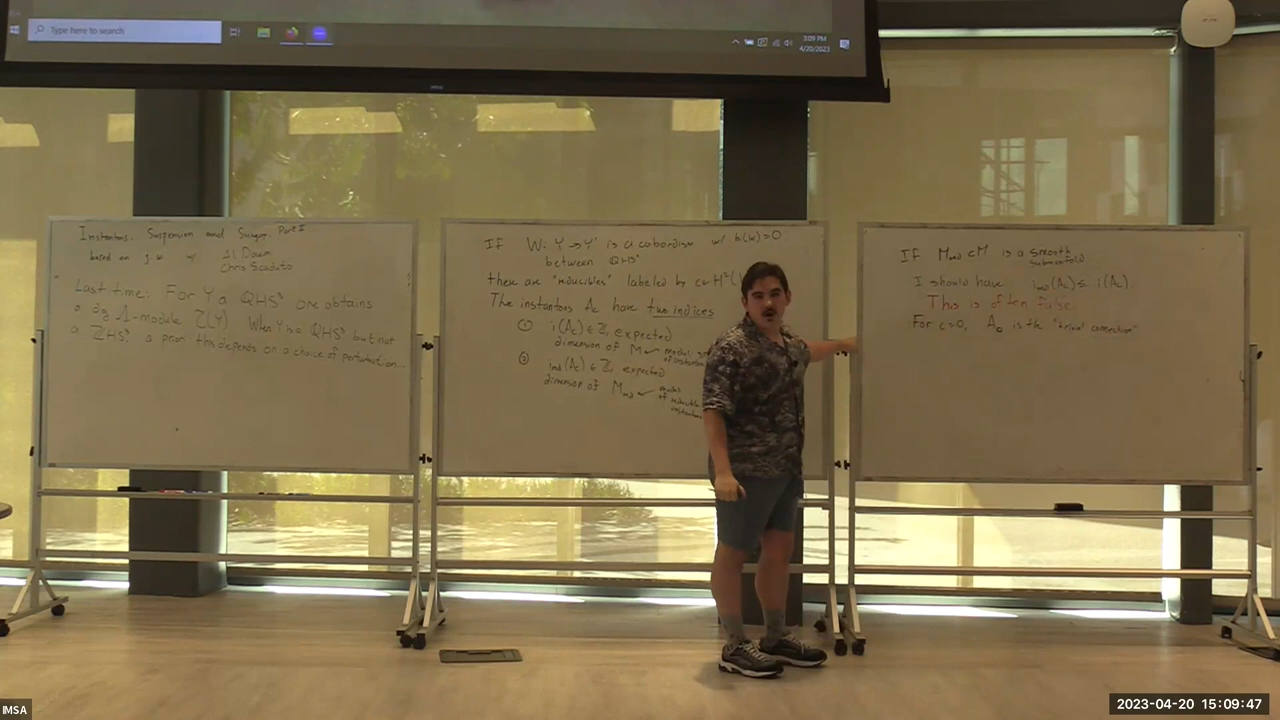 Type here to search
3:09 PM
4/20/2023
Instantons, Suspension and Surgery, Part II
based on j.w. w/
Chris Scaduto
Last time: For Y a QHS³ one obtains
a dg Λ-module
When Y is a QHS³ but not
a ZHS³ a priori this depends on a choice of perturbation...
If W: Y → Y' is a cobordism w/ b₁(W)=0
between QHS³
there are "reducibles" labeled by c∈H²(
The instantons A_c have two indices
① i(A_c) ∈ ℤ, expected
dimension of M
② ind(A_c) ∈ ℤ, expected
dimension of M_red
of reducible
If M_red ⊂ M is a smooth
submanifold
I should have ind(A_c) ≤ i(A_c).
This is often false.
For c=0, A₀ is the "trivial connection"
IMSA
2023-04-20 15:09:47